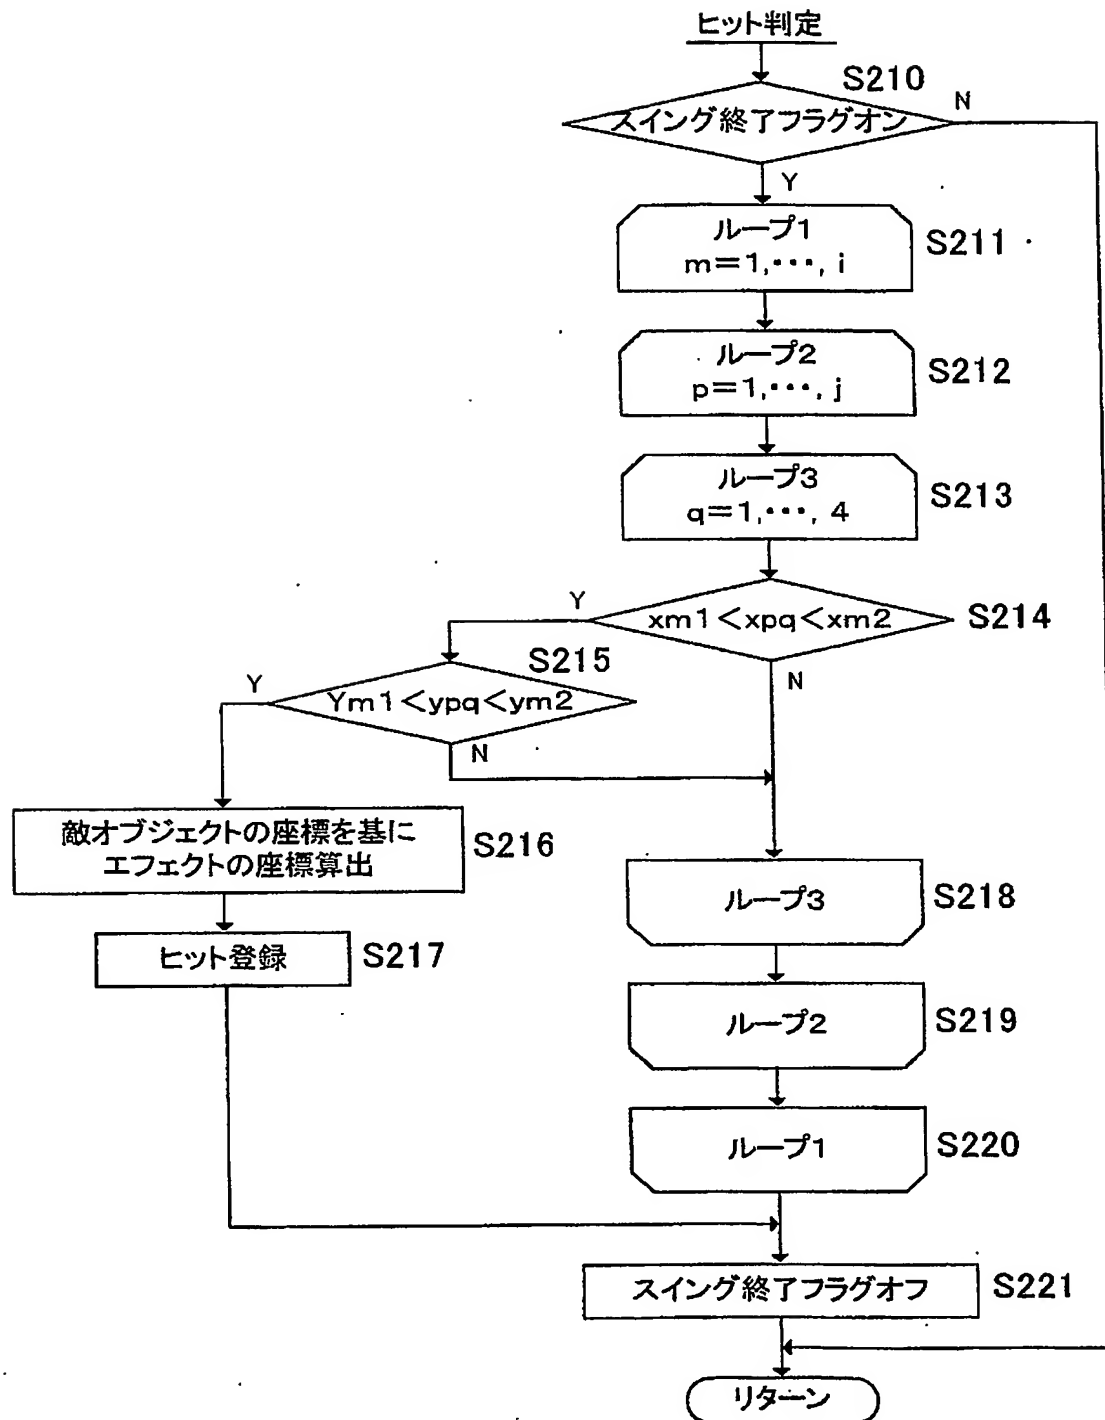 ヒット判定
S210
スイング終了フラグオン
N
Y
ループ1
m=1,・・・, i
S211
ループ2
p=1,・・・, j
S212
ループ3
q=1,・・・, 4
S213
Y
xm1<xpq<xm2
S214
N
S215
Y
Ym1<ypq<ym2
N
敵オブジェクトの座標を基に
エフェクトの座標算出
S216
ヒット登録
S217
ループ3
S218
ループ2
S219
ループ1
S220
スイング終了フラグオフ
S221
リターン